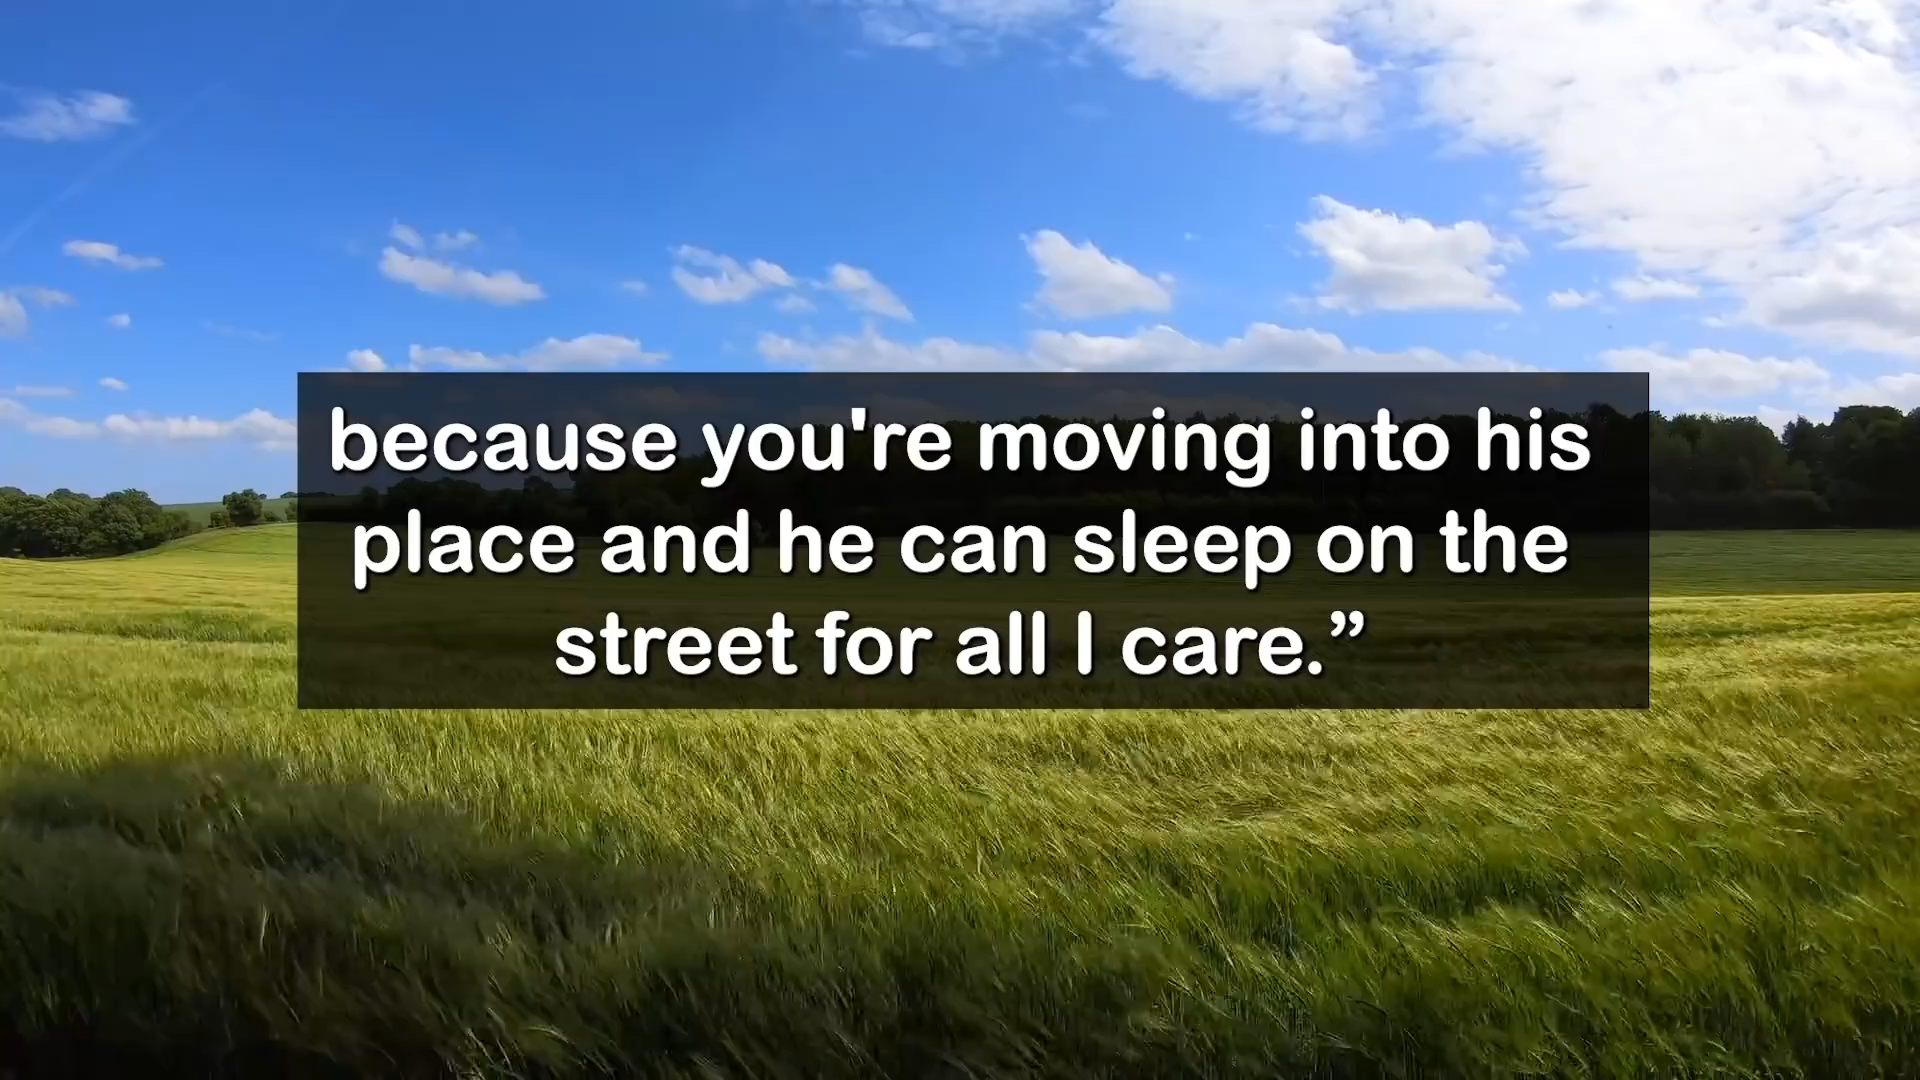 because you're moving into his
place and he can sleep on the
street for all I care.”